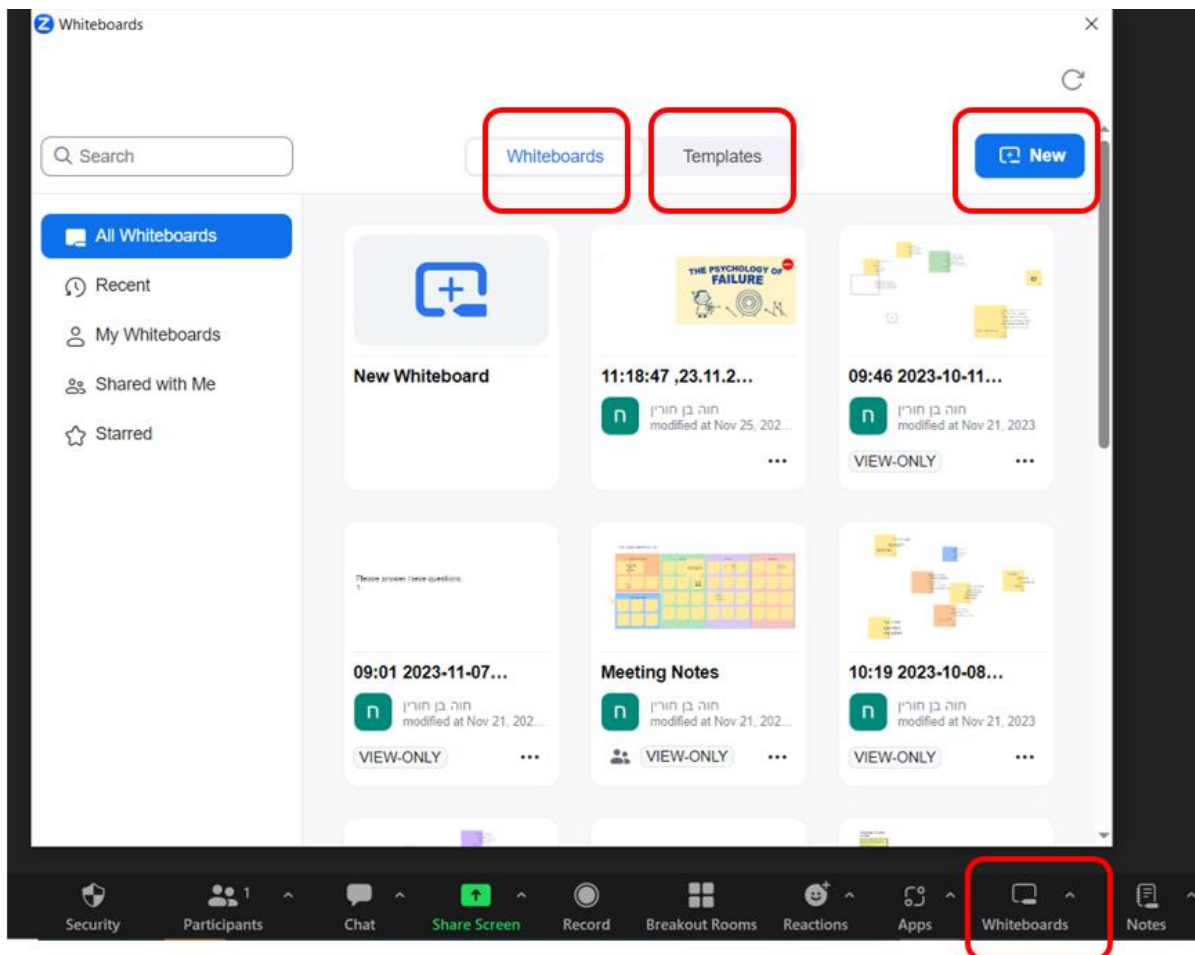 Whiteboards
Search
Whiteboards
Templates
New
All Whiteboards
Recent
My Whiteboards
Shared with Me
Starred
New Whiteboard
THE PSYCHOLOGY OF
FAILURE
11:18:47 ,23.11.2...
ח
חוה בן חורין
modified at Nov 25, 202...
09:46 2023-10-11...
ח
חוה בן חורין
modified at Nov 21, 2023
VIEW-ONLY
Please answer these questions:
1.
09:01 2023-11-07...
ח
חוה בן חורין
modified at Nov 21, 202...
VIEW-ONLY
Meeting Notes
ח
חוה בן חורין
modified at Nov 21, 202...
VIEW-ONLY
10:19 2023-10-08...
ח
חוה בן חורין
modified at Nov 21, 2023
VIEW-ONLY
Security
Participants
1
Chat
Share Screen
Record
Breakout Rooms
Reactions
Apps
Whiteboards
Notes